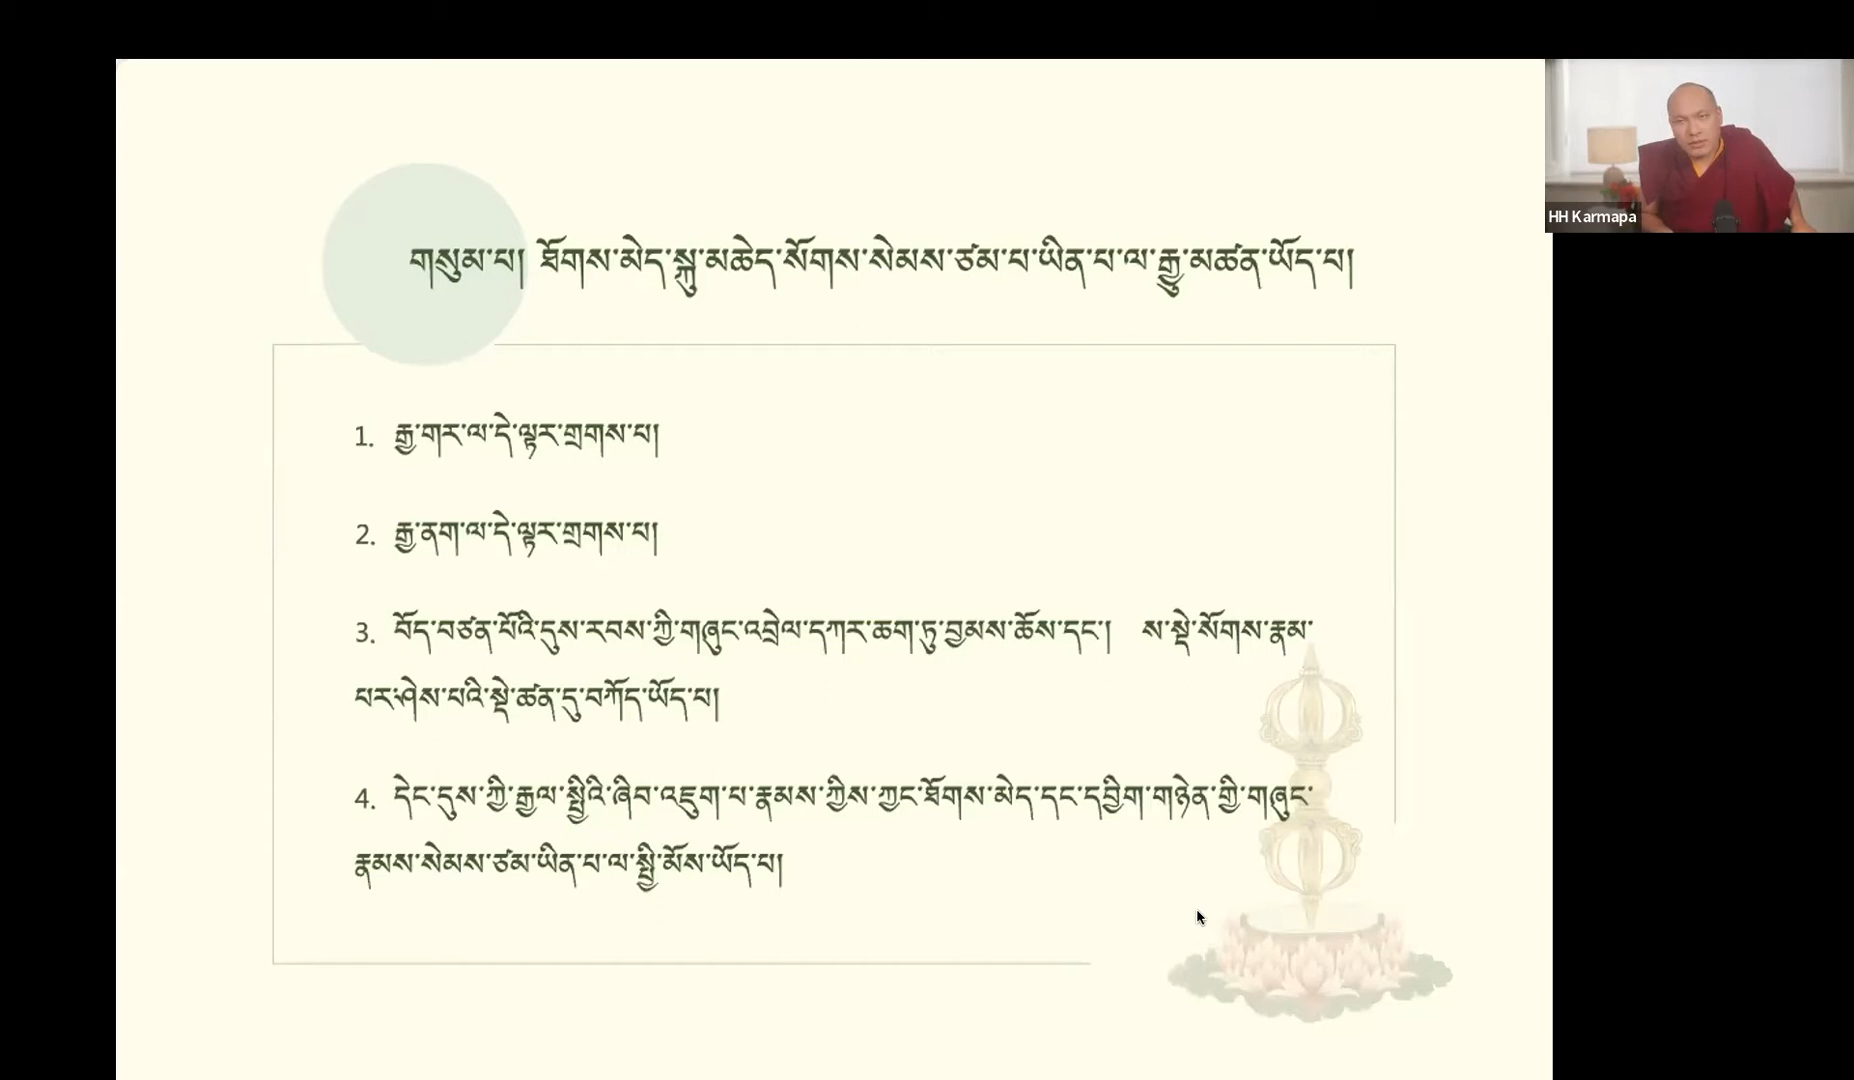 HH Karmapa
གསུམ་པ། ཐོགས་མེད་སྐུ་མཆེད་སོགས་སེམས་ཙམ་པ་ཡིན་པ་ལ་རྒྱུ་མཚན་ཡོད་པ།
1. རྒྱ་གར་ལ་དེ་ལྟར་གྲགས་པ།
2. རྒྱ་ནག་ལ་དེ་ལྟར་གྲགས་པ།
3. བོད་བཙན་པོའི་དུས་རབས་ཀྱི་གཞུང་འབྲེལ་དཀར་ཆག་ཏུ་བྱམས་ཆོས་དང་། ས་སྡེ་སོགས་རྣམ་
པར་ཤེས་པའི་སྡེ་ཚན་དུ་བཀོད་ཡོད་པ།
4. དེང་དུས་ཀྱི་རྒྱལ་སྤྱིའི་ཞིབ་འཇུག་པ་རྣམས་ཀྱིས་ཀྱང་ཐོགས་མེད་དང་དབྱིག་གཉེན་གྱི་གཞུང་
རྣམས་སེམས་ཙམ་ཡིན་པ་ལ་སྤྱི་མོས་ཡོད་པ།